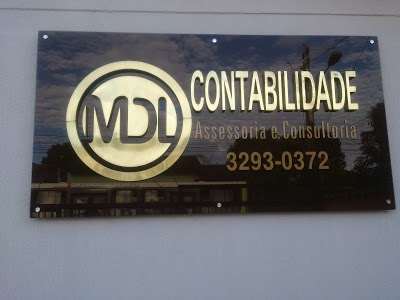 MDL
CONTABILIDADE
Assessoria e Consultoria
3293-0372